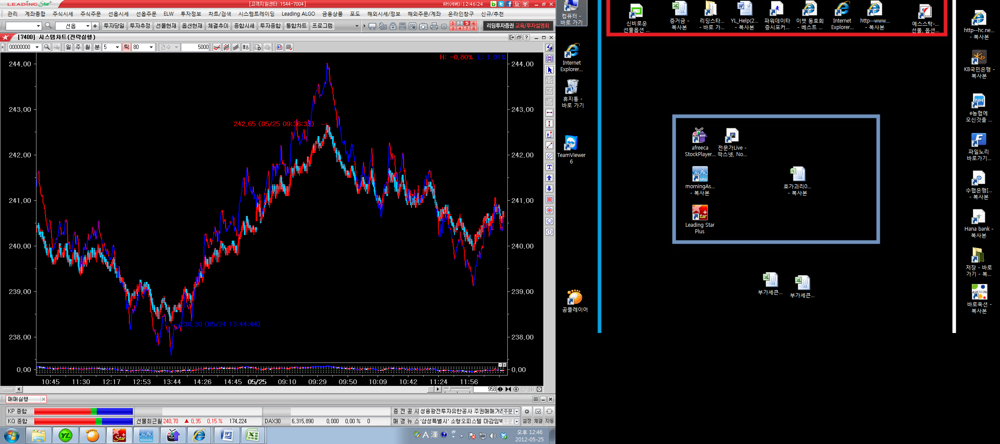 LEADING Star+
[고객지원센터:1544-7004]
AM(서버):12:46:24
관리 계좌종합 주식시세 주식주문 선옵시세 선옵주문 ELW 투자정보 차트/검색 시스템트레이딩 Leading ALGO 금융상품 포도 해외시세/정보 해외주문/계좌 온라인창구 신규/추천
선옵 투자당일 투자추정 선물현재 옵션현재 체결추이 종합시세 투자종합 통합차트 프로그램
1 2 5 6
3 4 7 8
리딩투자증권 교육/투자설명회
[7400] 시스템차트(전략실행)
00000000 일 주 월 분 5 틱 80 건수 5000
H: -0.80% L: 1.01%
244.00 244.00
243.00 243.00
242.65 (05/25 09:36:33)
242.00 242.00
241.00 241.00
240.00 240.00
239.00 239.00
238.30 (05/24 13:44:44)
238.00 238.00
0.00 0.00
10:45 11:30 12:17 12:53 13:44 14:26 14:45 05/25 09:10 09:29 09:50 10:09 10:42 11:24 11:56
958
매매실행
KP 종합
증 전 공 시 성융광전투자유한공사 주권매매거래 주문
KQ 종합
선물최근월 240.70 ▲ 0.35 0.15 % 174,224 DAX30 6,315.890 0.000 0.00 % 0
매 경 뉴 스 '삼성특별시' 소형오피스텔 마감임박 주문
설정 체결 자동
A 漢
오후 12:46
2012-05-25
컴퓨터 -
바로 가기
Internet
Explorer...
휴지통 -
바로 가기
TeamViewer
6
곰플레이어
신비로운
선물옵션 ...
증거금 -
복사본
리딩스타...
- 바로 가...
YL_Help(2...
- 복사본
파워데이타
증시포커...
이챗 동호회
- 베스트 ...
Internet
Explorer...
http--www...
- 복사본
예스스탁-...
선물, 옵션...
afreeca
StockPlayer...
전문가Live -
팍스넷, No...
morningAs...
- 복사본
호가괴리0...
- 복사본
Leading Star
Plus
부가세큰...
부가세큰...
http--hc.ne...
- 복사본
KB국민은행 -
복사본
e농협에
오신것을 ...
파일노리
바로가기...
수협은행[...
- 복사본
Hana bank -
복사본
저장 - 바로
가기 - 복...
바로옥션 -
복사본